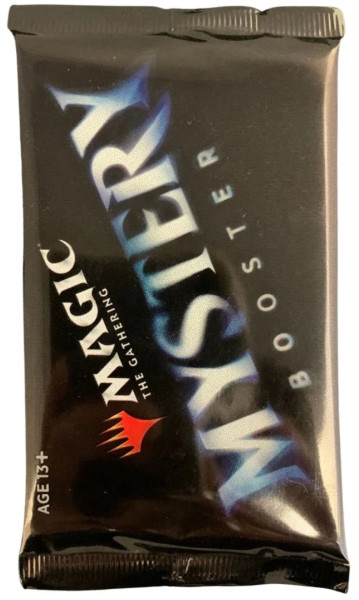 MAGIC
THE GATHERING
MYSTERY
BOOSTER
AGE 13+